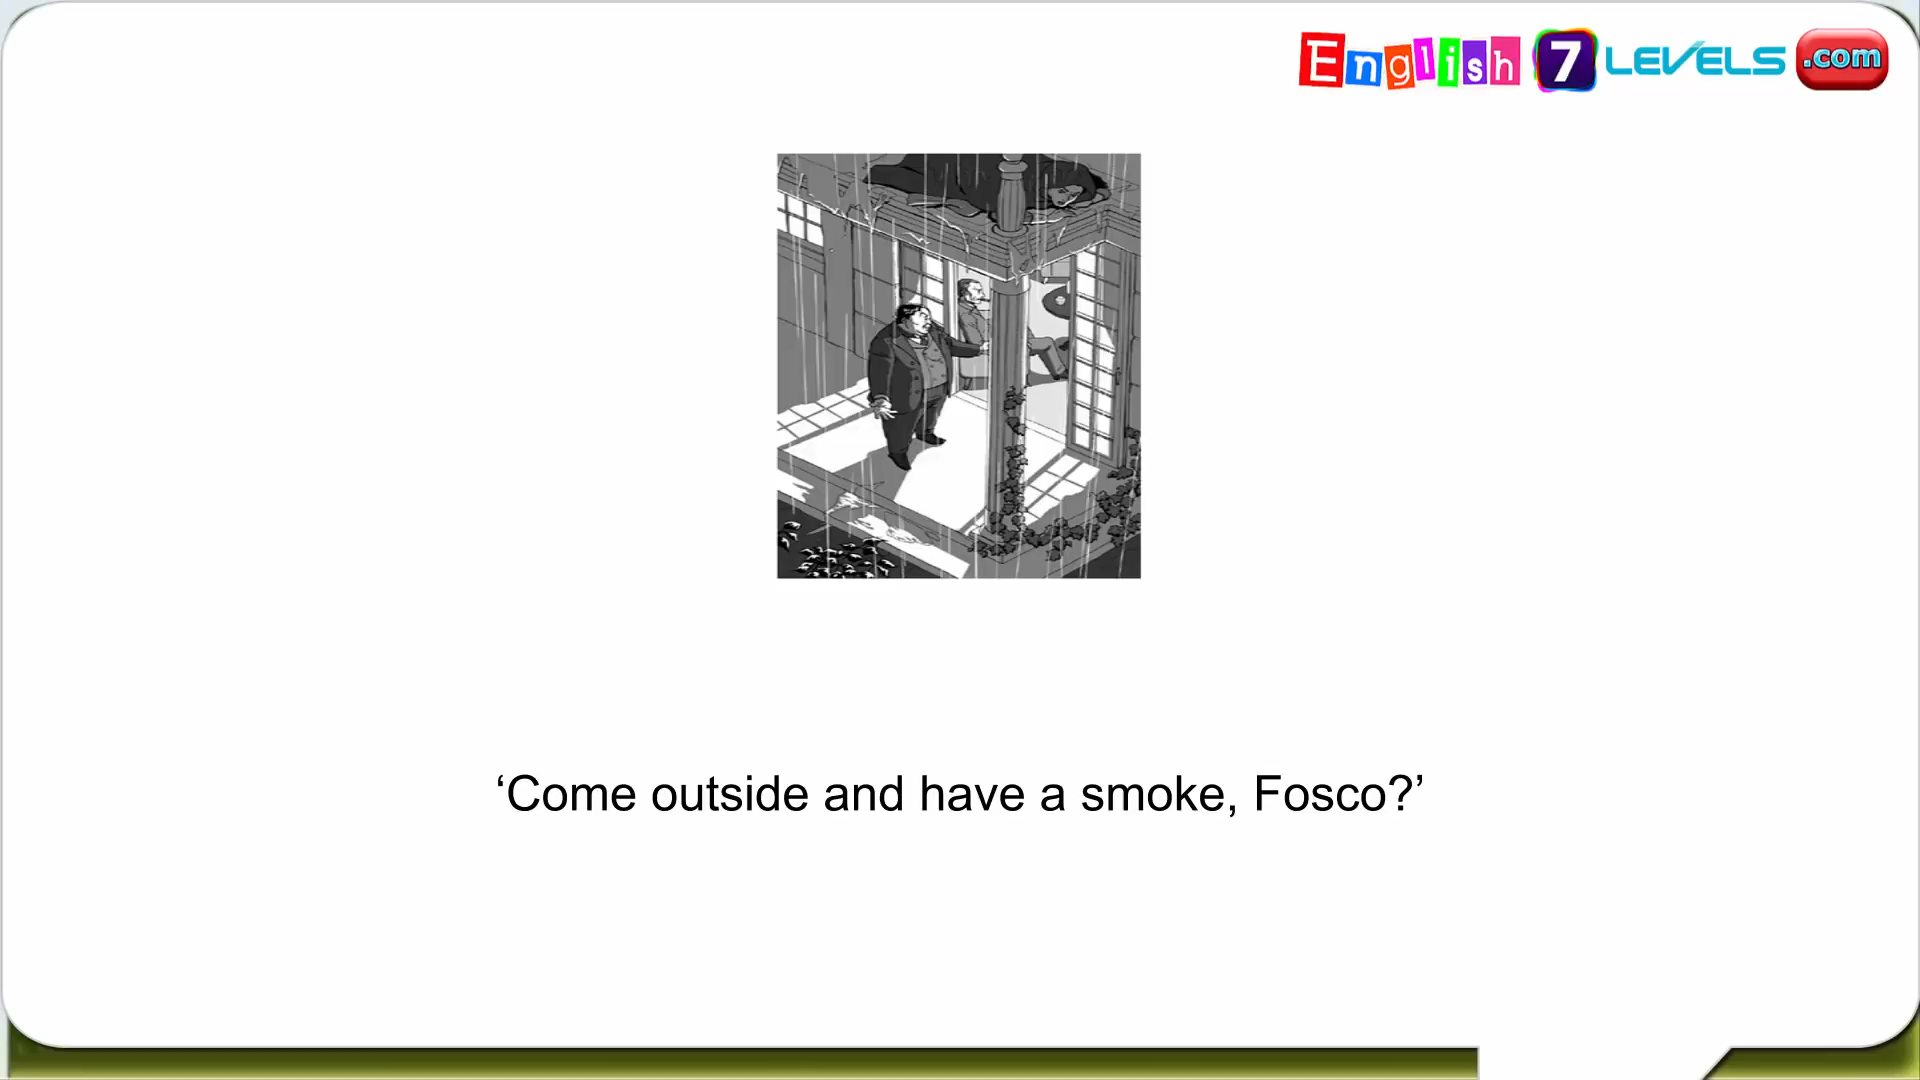 English 7 LEVELS .com
‘Come outside and have a smoke, Fosco?’